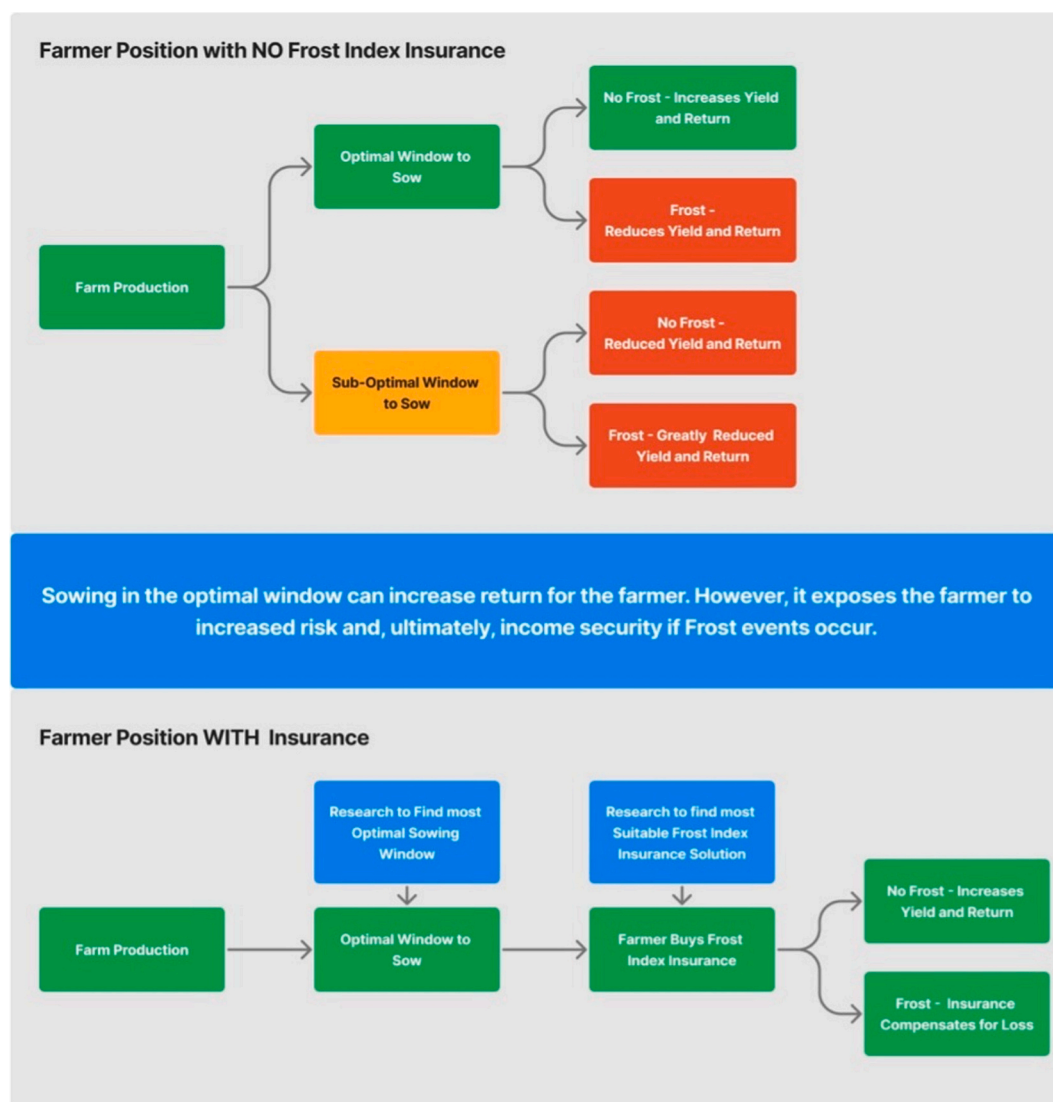 Farmer Position with NO Frost Index Insurance
No Frost - Increases Yield
and Return
Optimal Window to
Sow
Frost -
Reduces Yield and Return
Farm Production
No Frost -
Reduced Yield and Return
Sub-Optimal Window
to Sow
Frost - Greatly Reduced
Yield and Return
Sowing in the optimal window can increase return for the farmer. However, it exposes the farmer to
increased risk and, ultimately, income security if Frost events occur.
Farmer Position WITH Insurance
Research to Find most
Optimal Sowing
Window
Research to find most
Suitable Frost Index
Insurance Solution
Farm Production
Optimal Window to
Sow
Farmer Buys Frost
Index Insurance
No Frost - Increases
Yield and Return
Frost - Insurance
Compensates for Loss